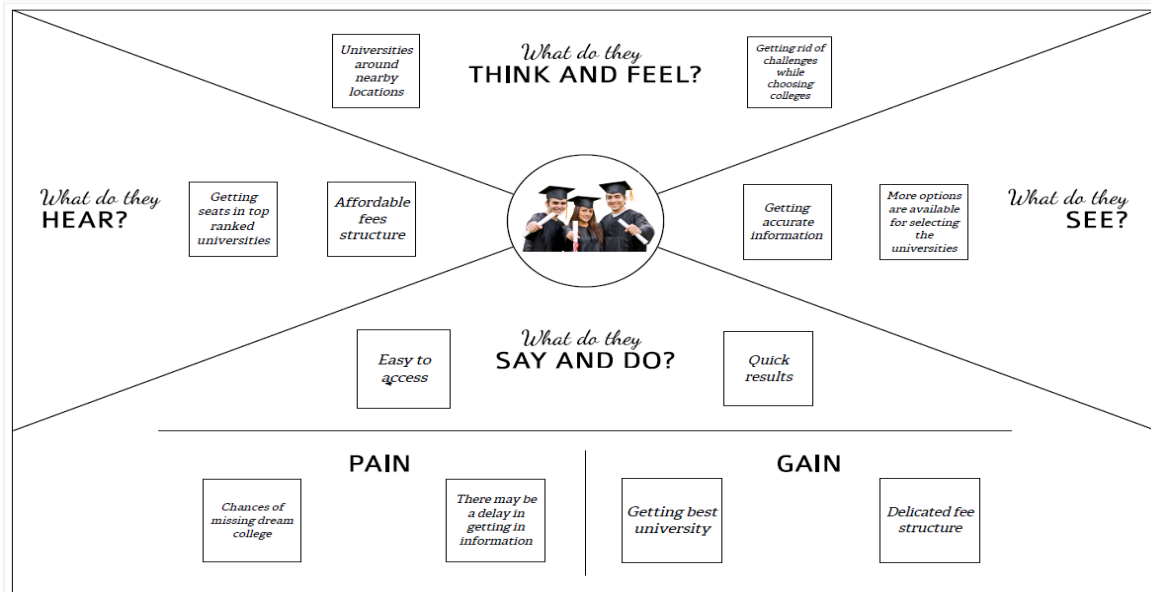 What do they
THINK AND FEEL?
Universities
around
nearby
locations
Getting rid of
challenges
while
choosing
colleges
What do they
HEAR?
Getting
seats in top
ranked
universities
Affordable
fees
structure
Getting
accurate
information
More options
are available
for selecting
the
universities
What do they
SEE?
What do they
SAY AND DO?
Easy to
access
Quick
results
PAIN
Chances of
missing dream
college
There may be
a delay in
getting in
information
GAIN
Getting best
university
Delicated fee
structure